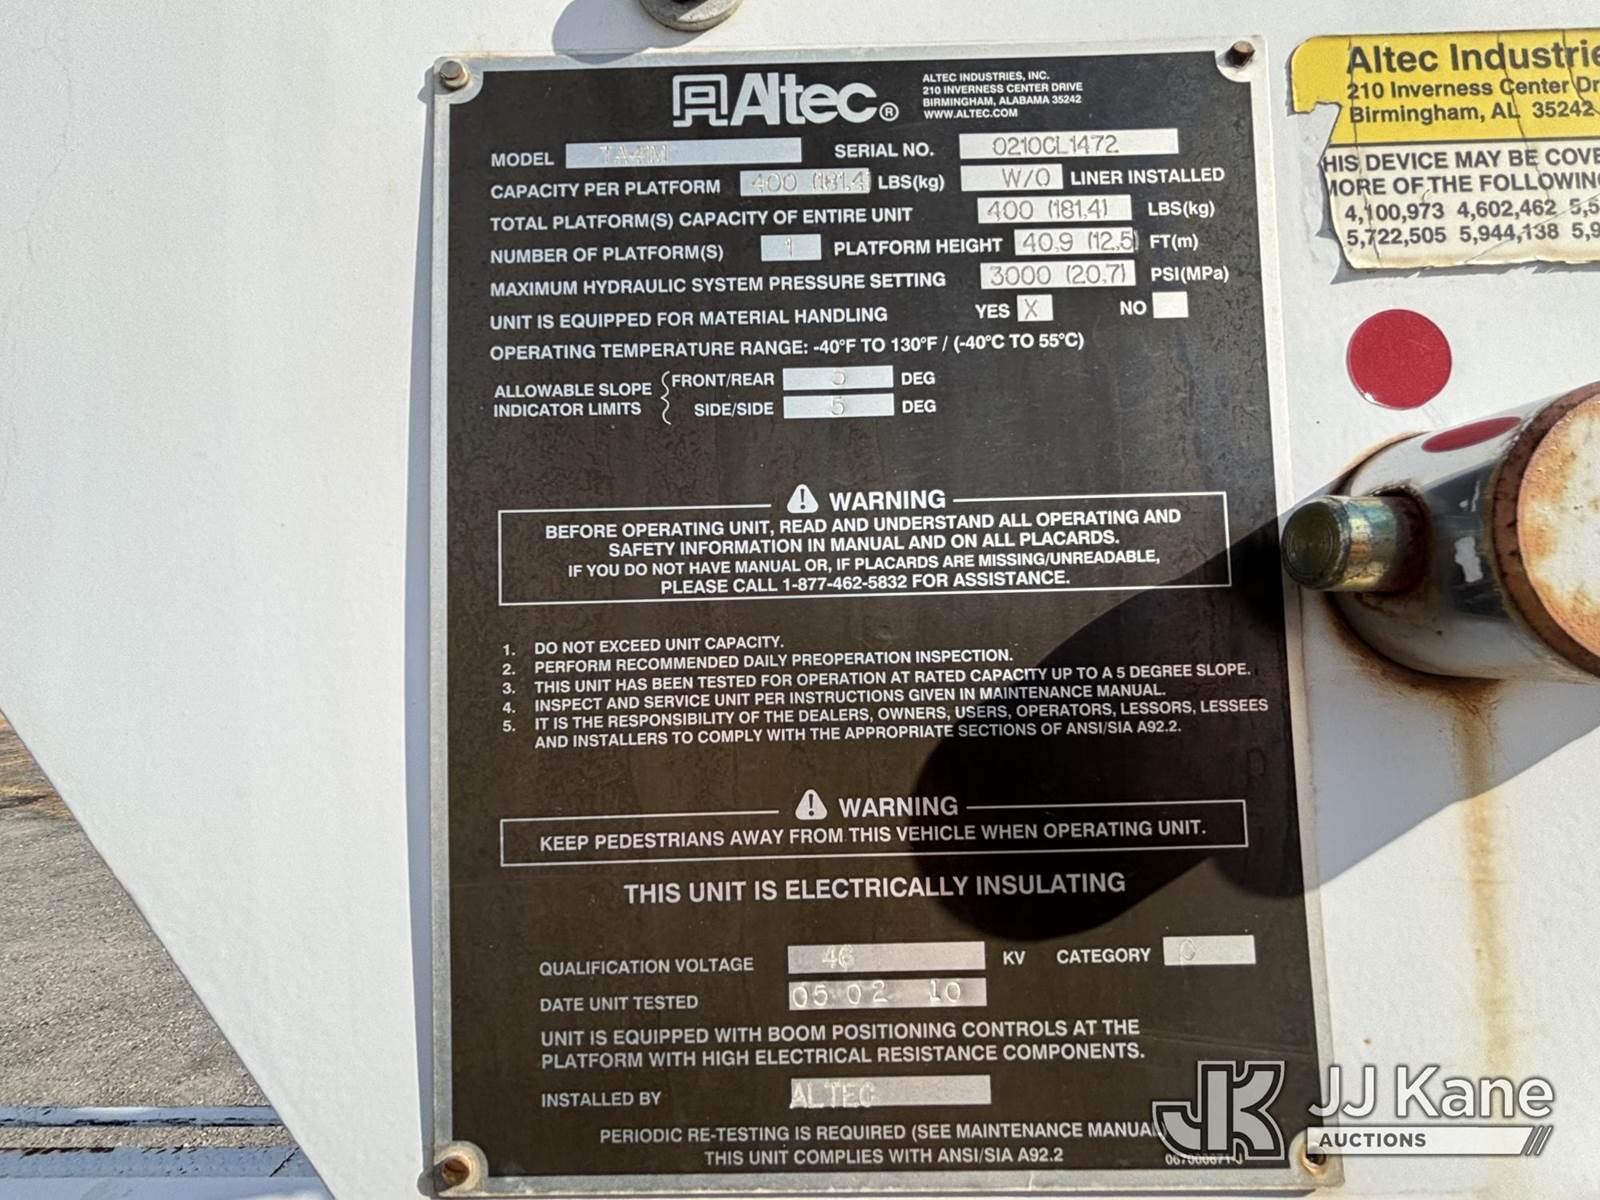 Altec®
ALTEC INDUSTRIES, INC.
210 INVERNESS CENTER DRIVE
BIRMINGHAM, ALABAMA 35242
WWW.ALTEC.COM
MODEL SERIAL NO. 0210CL1472
CAPACITY PER PLATFORM 400 (181,4) LBS(kg) W/O LINER INSTALLED
TOTAL PLATFORM(S) CAPACITY OF ENTIRE UNIT 400 (181,4) LBS(kg)
NUMBER OF PLATFORM(S) 1 PLATFORM HEIGHT 40,9 (12,5) FT(m)
MAXIMUM HYDRAULIC SYSTEM PRESSURE SETTING 3000 (20,7) PSI(MPa)
UNIT IS EQUIPPED FOR MATERIAL HANDLING YES X NO
OPERATING TEMPERATURE RANGE: -40°F TO 130°F / (-40°C TO 55°C)
ALLOWABLE SLOPE INDICATOR LIMITS
FRONT/REAR 5 DEG
SIDE/SIDE 5 DEG
WARNING
BEFORE OPERATING UNIT, READ AND UNDERSTAND ALL OPERATING AND
SAFETY INFORMATION IN MANUAL AND ON ALL PLACARDS.
IF YOU DO NOT HAVE MANUAL OR, IF PLACARDS ARE MISSING/UNREADABLE,
PLEASE CALL 1-877-462-5832 FOR ASSISTANCE.
1. DO NOT EXCEED UNIT CAPACITY.
2. PERFORM RECOMMENDED DAILY PREOPERATION INSPECTION.
3. THIS UNIT HAS BEEN TESTED FOR OPERATION AT RATED CAPACITY UP TO A 5 DEGREE SLOPE.
4. INSPECT AND SERVICE UNIT PER INSTRUCTIONS GIVEN IN MAINTENANCE MANUAL.
5. IT IS THE RESPONSIBILITY OF THE DEALERS, OWNERS, USERS, OPERATORS, LESSORS, LESSEES
AND INSTALLERS TO COMPLY WITH THE APPROPRIATE SECTIONS OF ANSI/SIA A92.2.
WARNING
KEEP PEDESTRIANS AWAY FROM THIS VEHICLE WHEN OPERATING UNIT.
THIS UNIT IS ELECTRICALLY INSULATING
QUALIFICATION VOLTAGE 46 KV CATEGORY C
DATE UNIT TESTED 05 02 10
UNIT IS EQUIPPED WITH BOOM POSITIONING CONTROLS AT THE
PLATFORM WITH HIGH ELECTRICAL RESISTANCE COMPONENTS.
INSTALLED BY ALTEC
PERIODIC RE-TESTING IS REQUIRED (SEE MAINTENANCE MANUAL
THIS UNIT COMPLIES WITH ANSI/SIA A92.2
Altec Industrie
210 Inverness Center Dr
Birmingham, AL 35242
HIS DEVICE MAY BE COVE
MORE OF THE FOLLOWING
4,100,973 4,602,462 5,5
5,722,505 5,944,138 5,9
JK JJ Kane
AUCTIONS